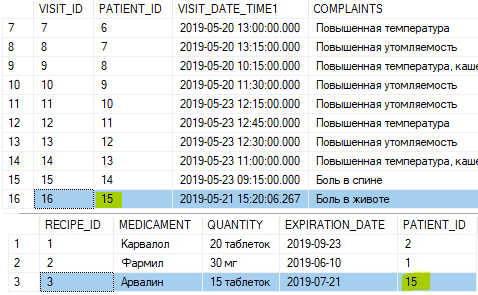 VISIT_ID PATIENT_ID VISIT_DATE_TIME1 COMPLAINTS
7 7 6 2019-05-20 13:00:00.000 Повышенная температура
8 8 7 2019-05-20 13:15:00.000 Повышенная утомляемость
9 9 8 2019-05-20 10:15:00.000 Повышенная температура, каше
10 10 9 2019-05-20 11:30:00.000 Повышенная утомляемость
11 11 10 2019-05-23 12:15:00.000 Повышенная утомляемость
12 12 11 2019-05-23 12:45:00.000 Повышенная температура
13 13 12 2019-05-23 12:30:00.000 Повышенная утомляемость
14 14 13 2019-05-23 11:00:00.000 Повышенная температура, каше
15 15 14 2019-05-23 09:15:00.000 Боль в спине
16 16 15 2019-05-21 15:20:06.267 Боль в животе
RECIPE_ID MEDICAMENT QUANTITY EXPIRATION_DATE PATIENT_ID
1 1 Карвалол 20 таблеток 2019-09-23 2
2 2 Фармил 30 мг 2019-06-10 1
3 3 Арвалин 15 таблеток 2019-07-21 15